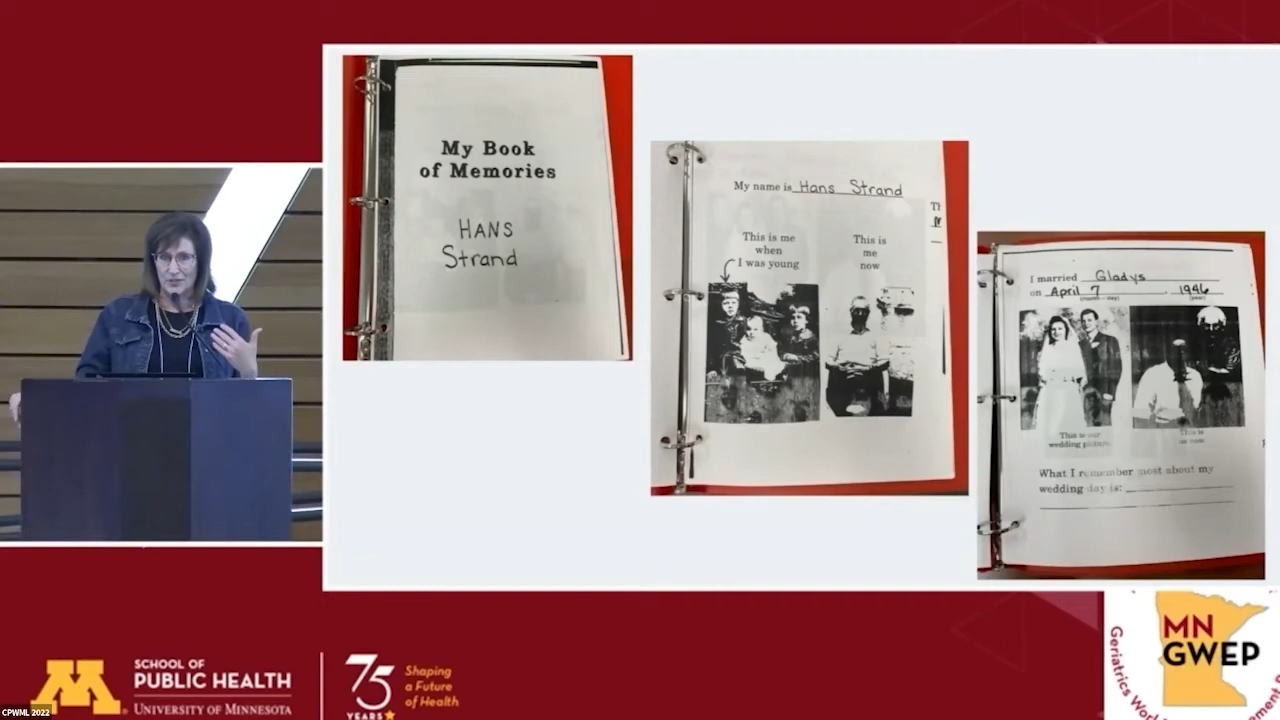 My Book
of Memories
HANS
Strand
My name is Hans Strand
This is me
when
I was young
This is
me
now
I married Gladys
on April 7, 1946
(month - day) (year)
This is our
wedding picture
This is
us now
What I remember most about my
wedding day is:
M
SCHOOL OF
PUBLIC HEALTH
UNIVERSITY OF MINNESOTA
75
YEARS
Shaping
a Future
of Health
MN
GWEP
Geriatrics
CPWML 2022